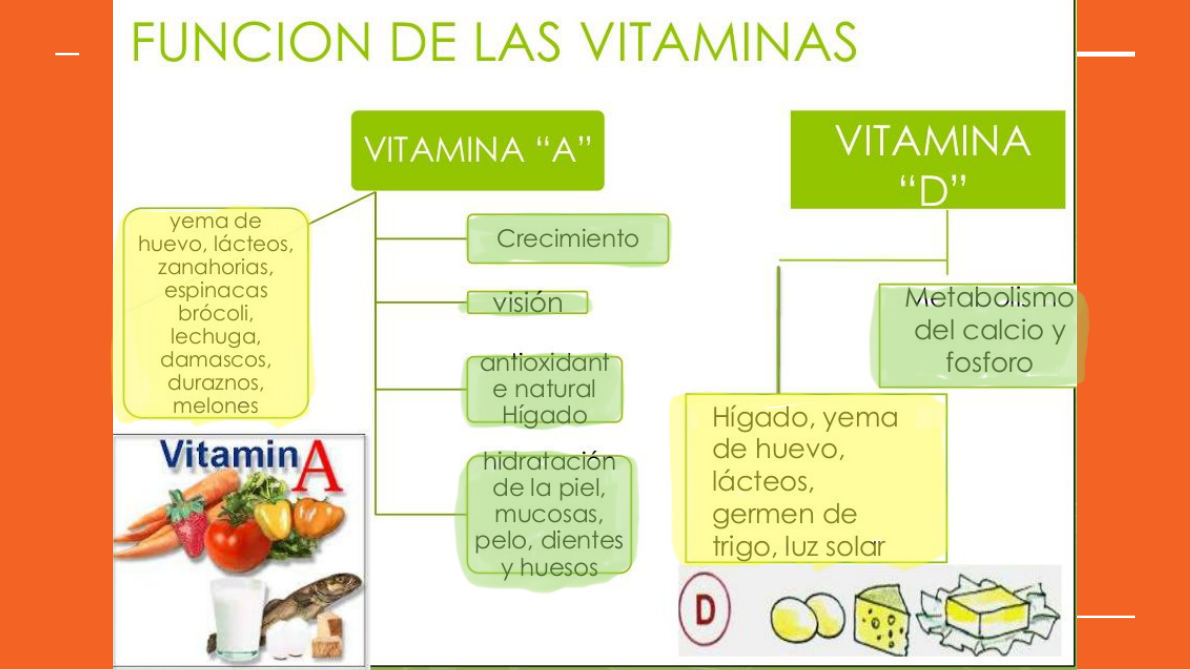 FUNCION DE LAS VITAMINAS
VITAMINA “A”
yema de
huevo, lácteos,
zanahorias,
espinacas
brócoli,
lechuga,
damascos,
duraznos,
melones
Crecimiento
visión
antioxidant
e natural
Hígado
hidratación
de la piel,
mucosas,
pelo, dientes
y huesos
Vitamin A
VITAMINA
“D”
Metabolismo
del calcio y
fosforo
Hígado, yema
de huevo,
lácteos,
germen de
trigo, luz solar
D